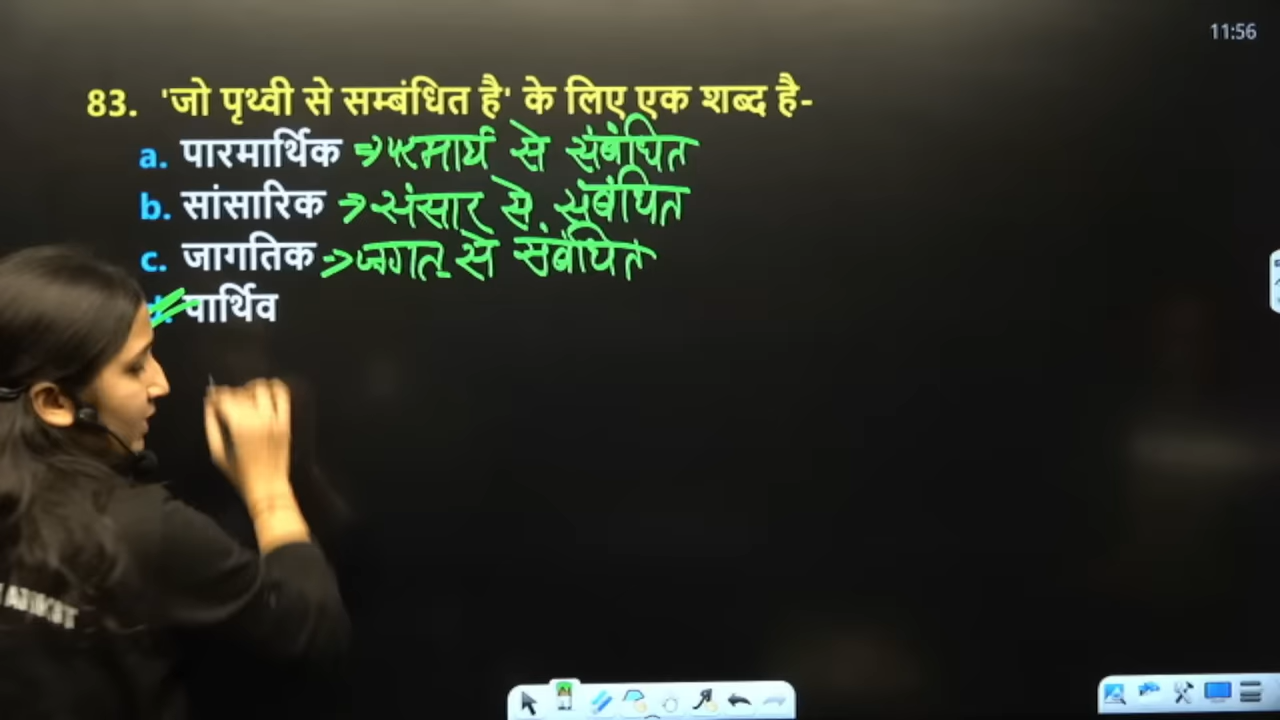 11:56
83. 'जो पृथ्वी से सम्बंधित है' के लिए एक शब्द है-
a. पारमार्थिक → परमार्थ से संबंधित
b. सांसारिक → संसार से संबंधित
c. जागतिक → जगत से संबंधित
d. पार्थिव